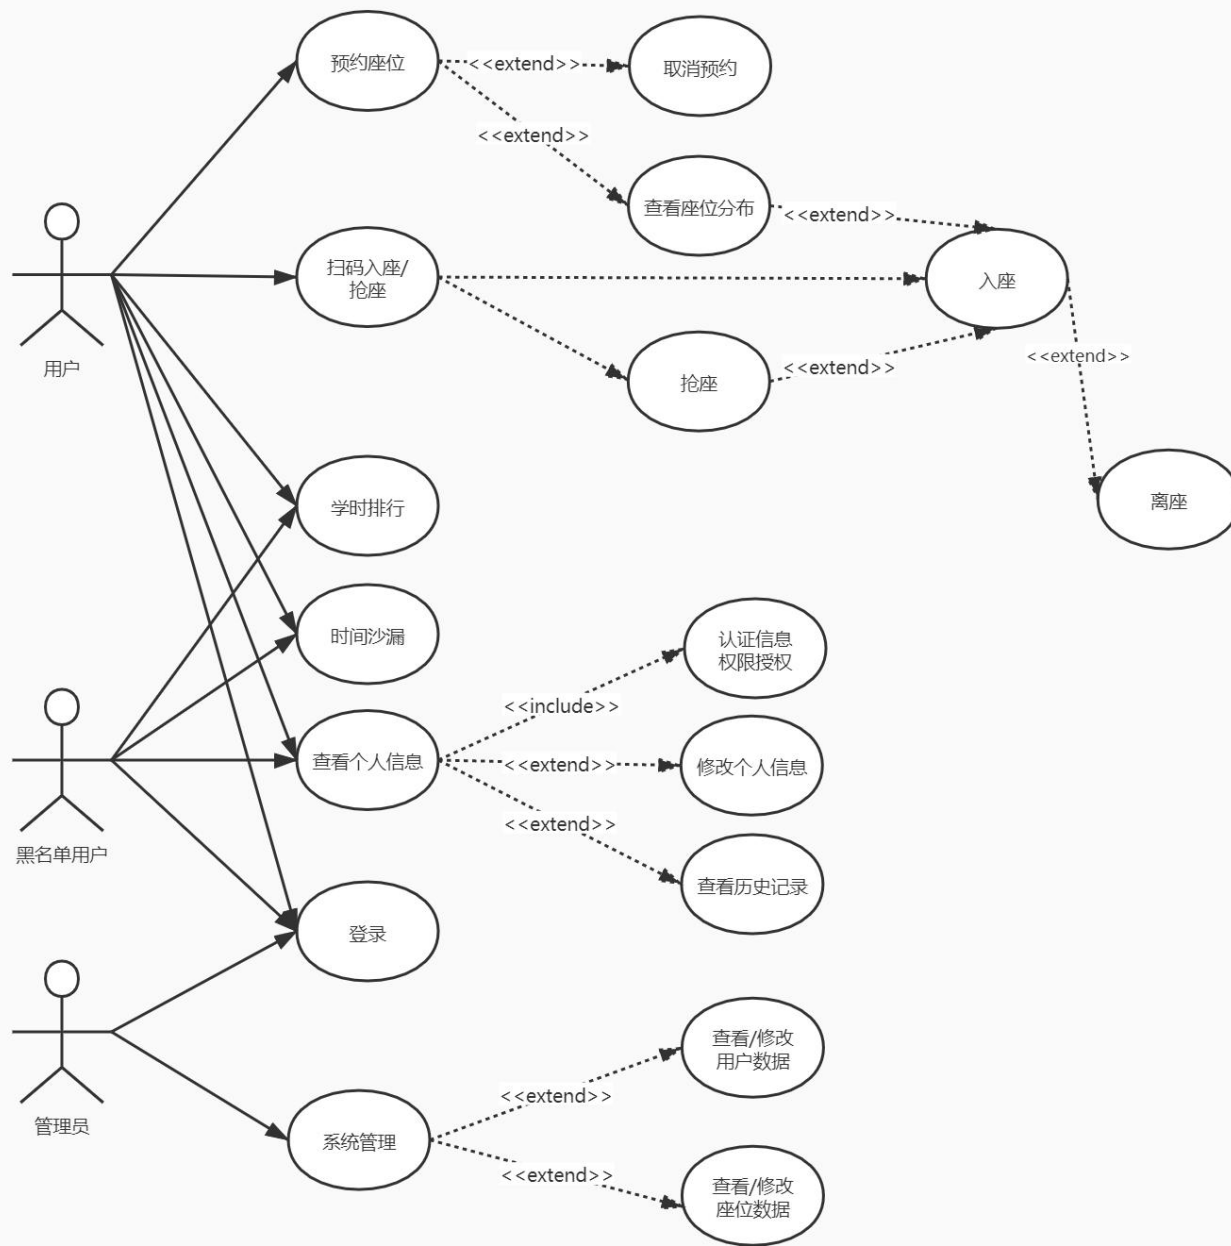 预约座位
<<extend>>
取消预约
<<extend>>
查看座位分布
<<extend>>
扫码入座/
抢座
入座
用户
抢座
<<extend>>
<<extend>>
学时排行
离座
时间沙漏
认证信息
权限授权
<<include>>
查看个人信息
<<extend>>
修改个人信息
<<extend>>
黑名单用户
查看历史记录
登录
查看/修改
用户数据
<<extend>>
管理员
系统管理
<<extend>>
查看/修改
座位数据